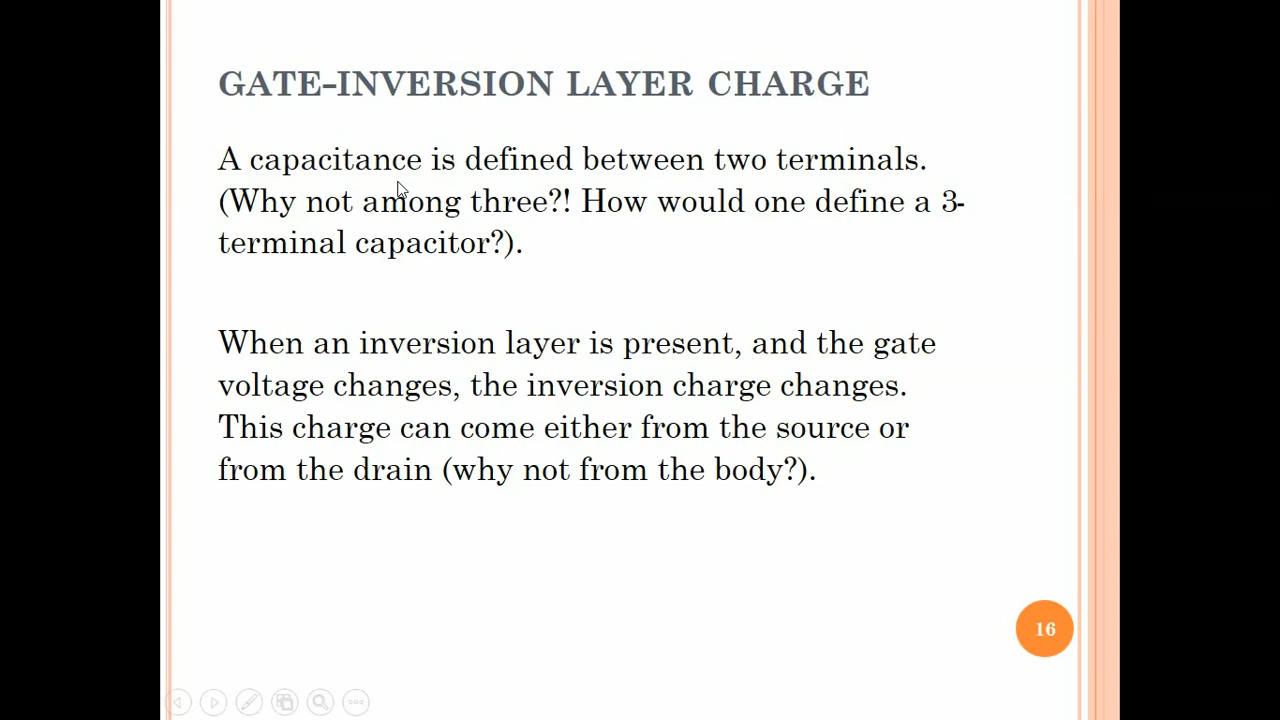 GATE–INVERSION LAYER CHARGE
A capacitance is defined between two terminals.
(Why not among three?! How would one define a 3-
terminal capacitor?).
When an inversion layer is present, and the gate
voltage changes, the inversion charge changes.
This charge can come either from the source or
from the drain (why not from the body?).
16